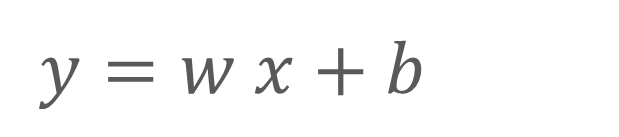 y = w x + b